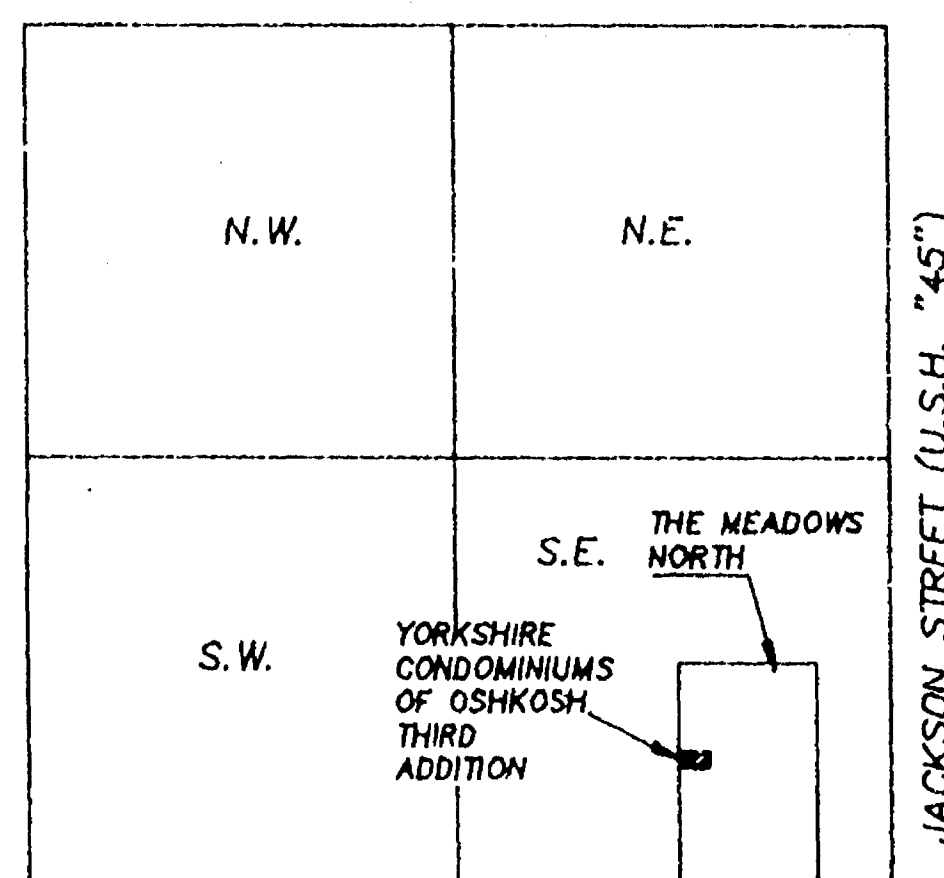 N.W.
N.E.
JACKSON STREET (U.S.H. "45")
S.E.
THE MEADOWS
NORTH
S.W.
YORKSHIRE
CONDOMINIUMS
OF OSHKOSH
THIRD
ADDITION